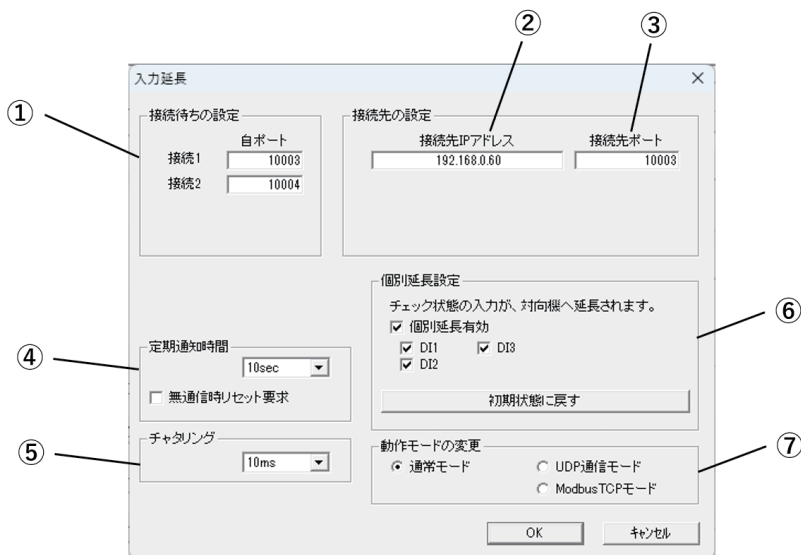 ② ③
入力延長
① 接続待ちの設定
自ポート
接続1 10003
接続2 10004
接続先の設定
接続先IPアドレス 接続先ポート
192.168.0.60 10003
④ 定期通知時間
10sec
無通信時リセット要求
⑤ チャタリング
10ms
個別延長設定 ⑥
チェック状態の入力が、対向機へ延長されます。
個別延長有効
DI1 DI3
DI2
初期状態に戻す
動作モードの変更 ⑦
通常モード UDP通信モード
ModbusTCPモード
OK キャンセル